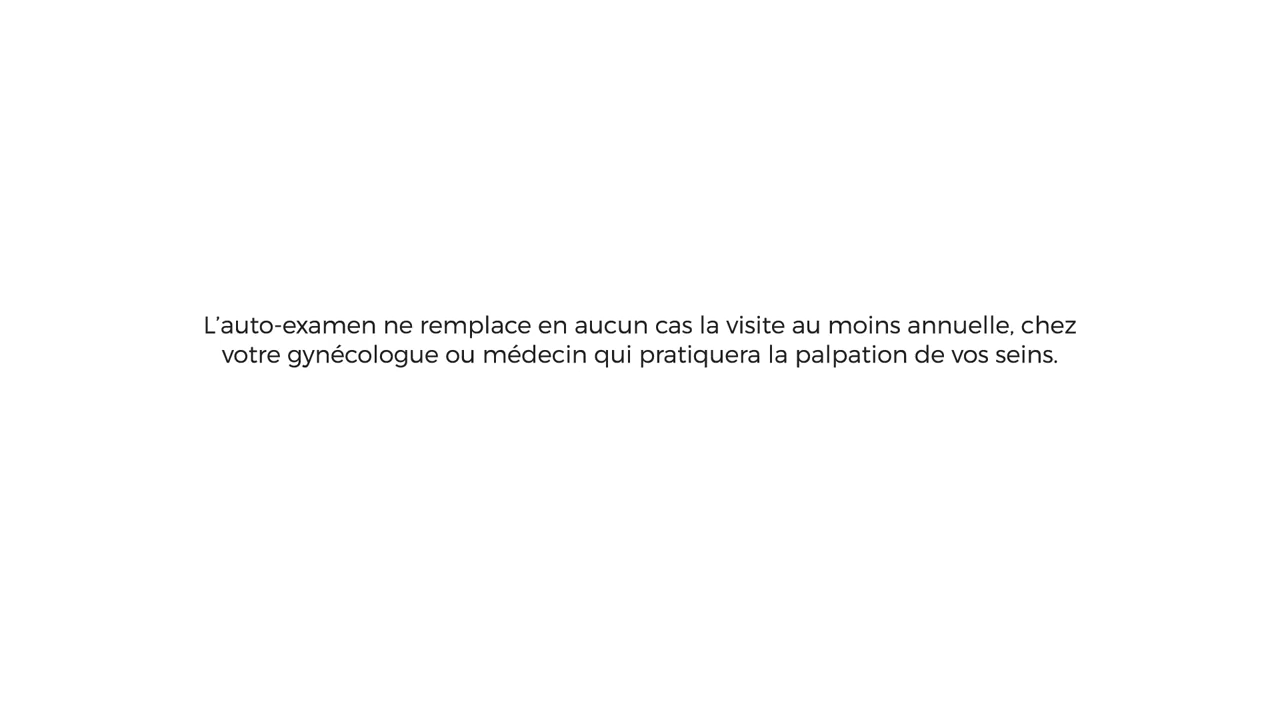 L’auto-examen ne remplace en aucun cas la visite au moins annuelle, chez
votre gynécologue ou médecin qui pratiquera la palpation de vos seins.